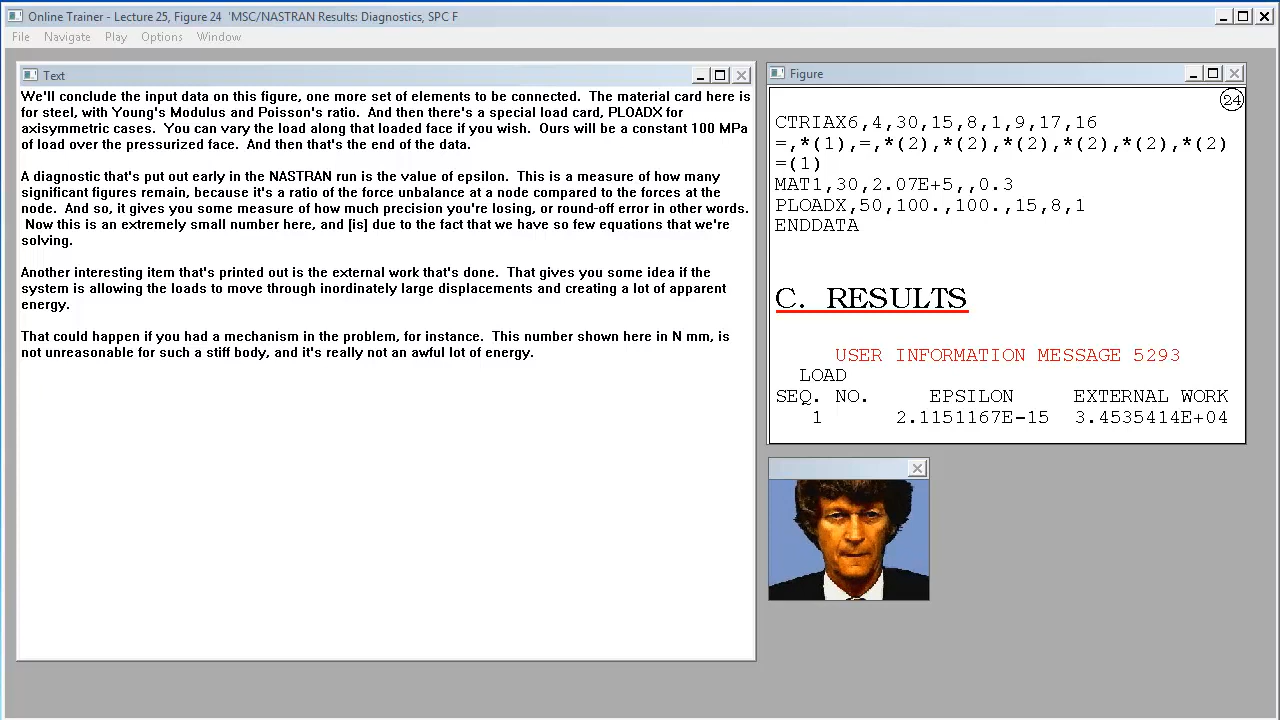 Online Trainer - Lecture 25, Figure 24 'MSC/NASTRAN Results: Diagnostics, SPC F
File Navigate Play Options Window
Text
We'll conclude the input data on this figure, one more set of elements to be connected. The material card here is
for steel, with Young's Modulus and Poisson's ratio. And then there's a special load card, PLOADX for
axisymmetric cases. You can vary the load along that loaded face if you wish. Ours will be a constant 100 MPa
of load over the pressurized face. And then that's the end of the data.
A diagnostic that's put out early in the NASTRAN run is the value of epsilon. This is a measure of how many
significant figures remain, because it's a ratio of the force unbalance at a node compared to the forces at the
node. And so, it gives you some measure of how much precision you're losing, or round-off error in other words.
Now this is an extremely small number here, and [is] due to the fact that we have so few equations that we're
solving.
Another interesting item that's printed out is the external work that's done. That gives you some idea if the
system is allowing the loads to move through inordinately large displacements and creating a lot of apparent
energy.
That could happen if you had a mechanism in the problem, for instance. This number shown here in N mm, is
not unreasonable for such a stiff body, and it's really not an awful lot of energy.
Figure
24
CTRIAX6,4,30,15,8,1,9,17,16
=,*(1),=,*(2),*(2),*(2),*(2),*(2),*(2)
=(1)
MAT1,30,2.07E+5,,0.3
PLOADX,50,100.,100.,15,8,1
ENDDATA
C. RESULTS
USER INFORMATION MESSAGE 5293
LOAD
SEQ. NO. EPSILON EXTERNAL WORK
1 2.1151167E-15 3.4535414E+04